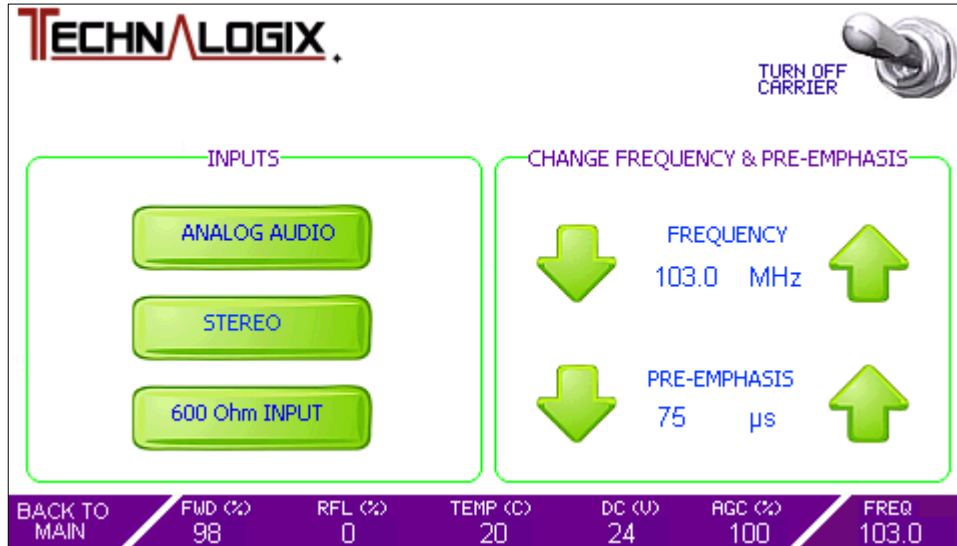 TECHNALOGIX.
TURN OFF
CARRIER
INPUTS
ANALOG AUDIO
STEREO
600 Ohm INPUT
CHANGE FREQUENCY & PRE-EMPHASIS
FREQUENCY
103.0 MHz
PRE-EMPHASIS
75 µs
BACK TO
MAIN
FWD (%) RFL (%) TEMP (C) DC (V) AGC (%) FREQ
98 0 20 24 100 103.0